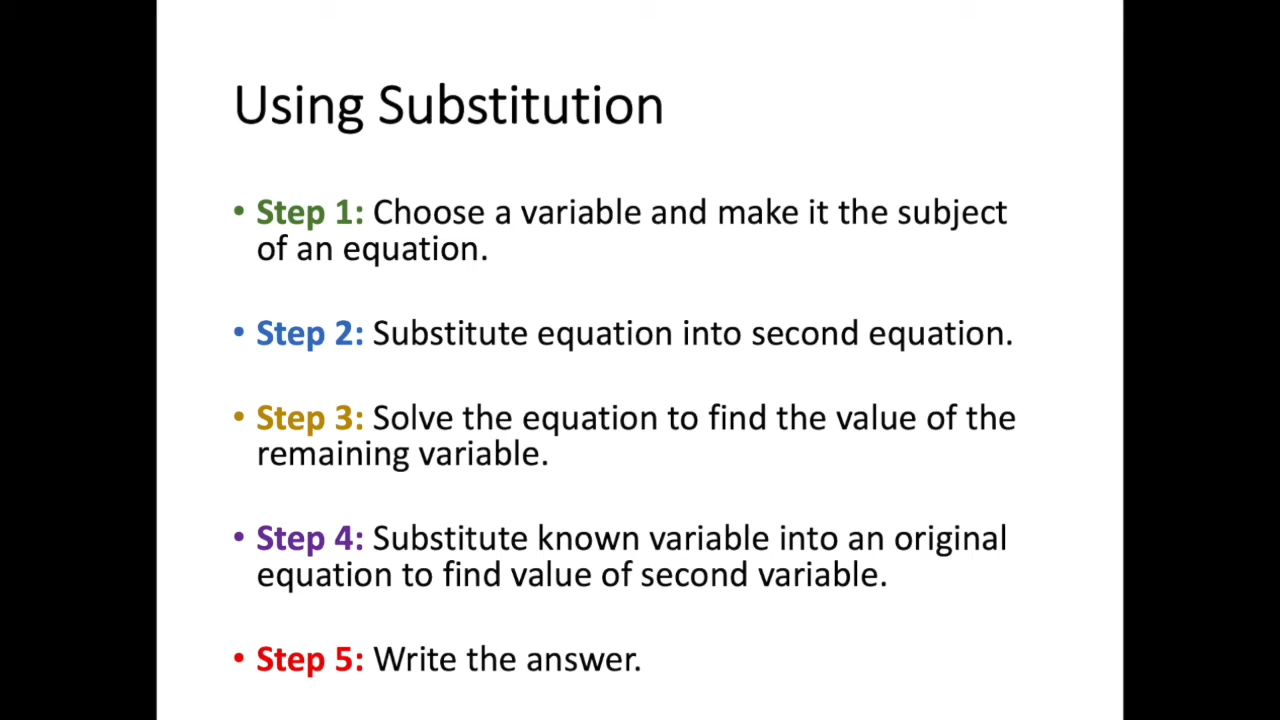 Using Substitution
• Step 1: Choose a variable and make it the subject
of an equation.
• Step 2: Substitute equation into second equation.
• Step 3: Solve the equation to find the value of the
remaining variable.
• Step 4: Substitute known variable into an original
equation to find value of second variable.
• Step 5: Write the answer.